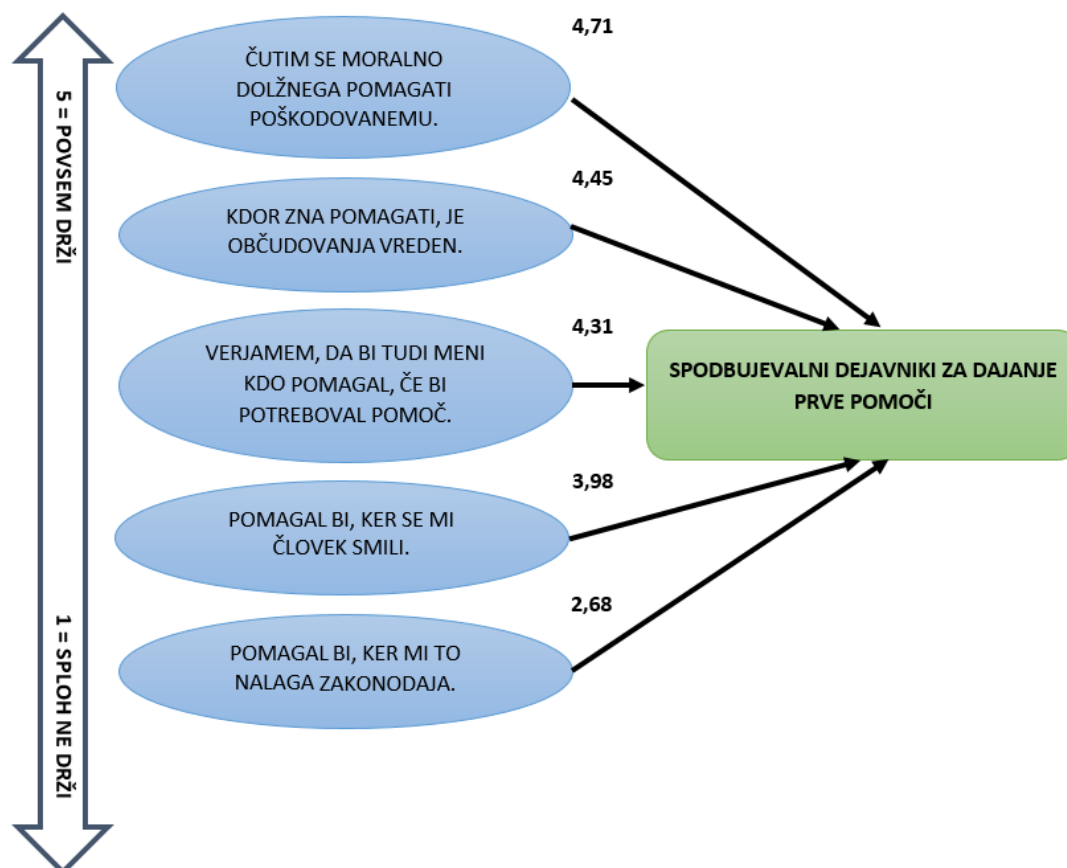 5 = POVSEM DRŽI
1 = SPLOH NE DRŽI
4,71
ČUTIM SE MORALNO
DOLŽNEGA POMAGATI
POŠKODOVANEMU.
4,45
KDOR ZNA POMAGATI, JE
OBČUDOVANJA VREDEN.
4,31
VERJAMEM, DA BI TUDI MENI
KDO POMAGAL, ČE BI
POTREBOVAL POMOČ.
3,98
POMAGAL BI, KER SE MI
ČLOVEK SMILI.
2,68
POMAGAL BI, KER MI TO
NALAGA ZAKONODAJA.
SPODBUJEVALNI DEJAVNIKI ZA DAJANJE
PRVE POMOČI